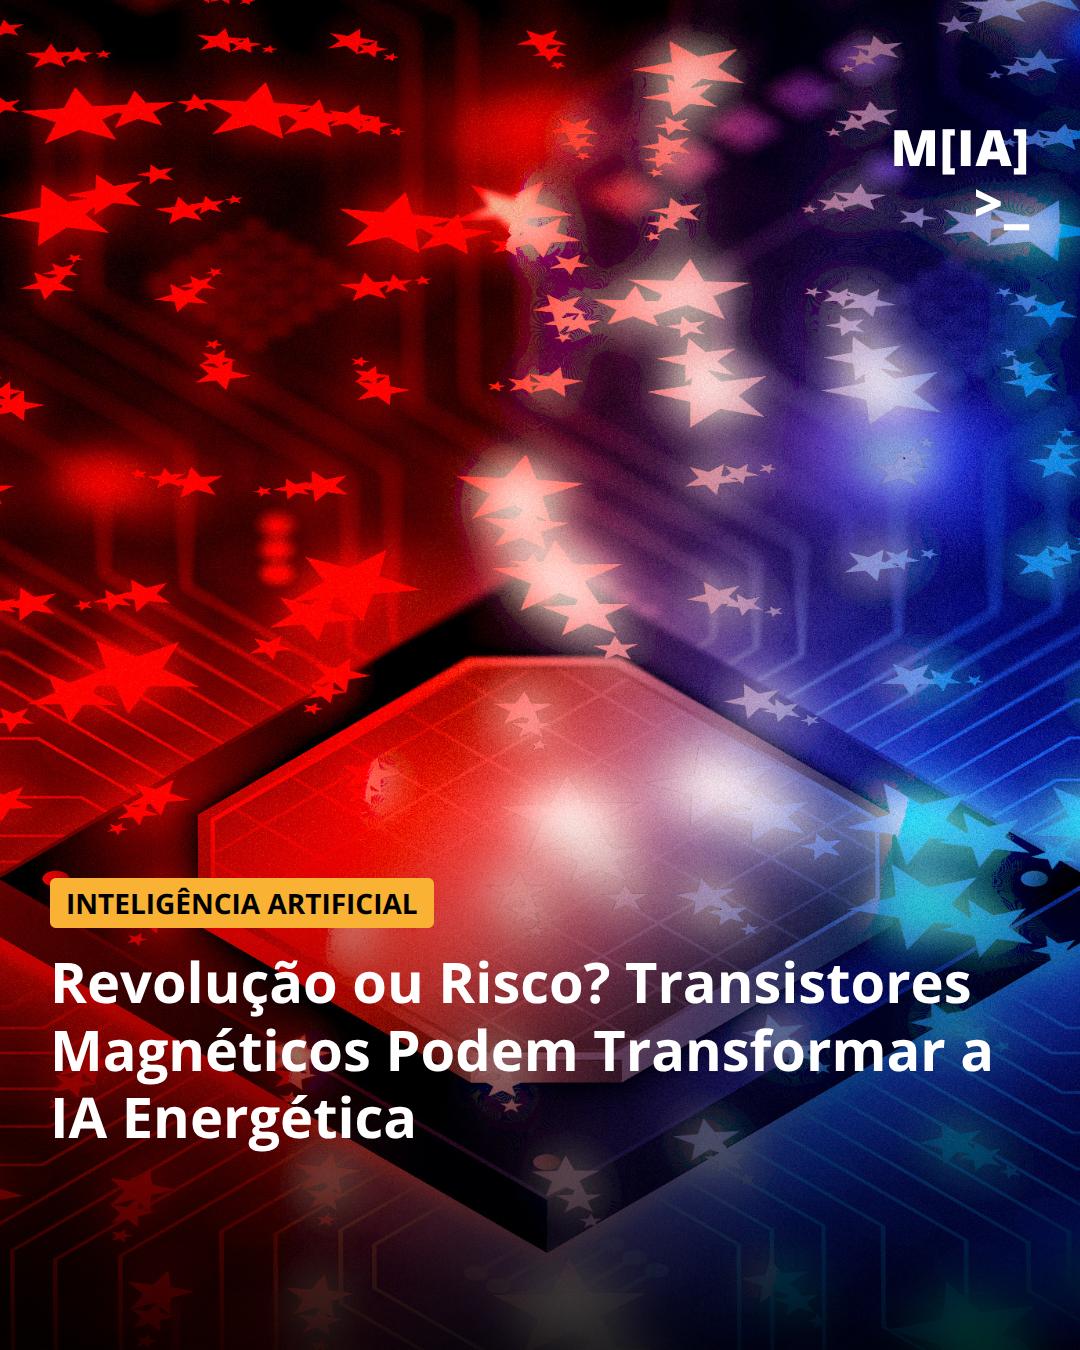 M[IA]
>_
INTELIGÊNCIA ARTIFICIAL
Revolução ou Risco? Transistores
Magnéticos Podem Transformar a
IA Energética